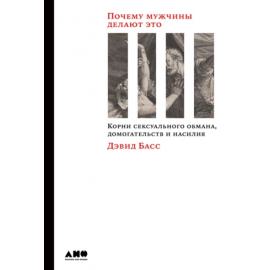 Почему мужчины
делают это
Корни сексуального обмана,
домогательств и насилия
Дэвид Басс